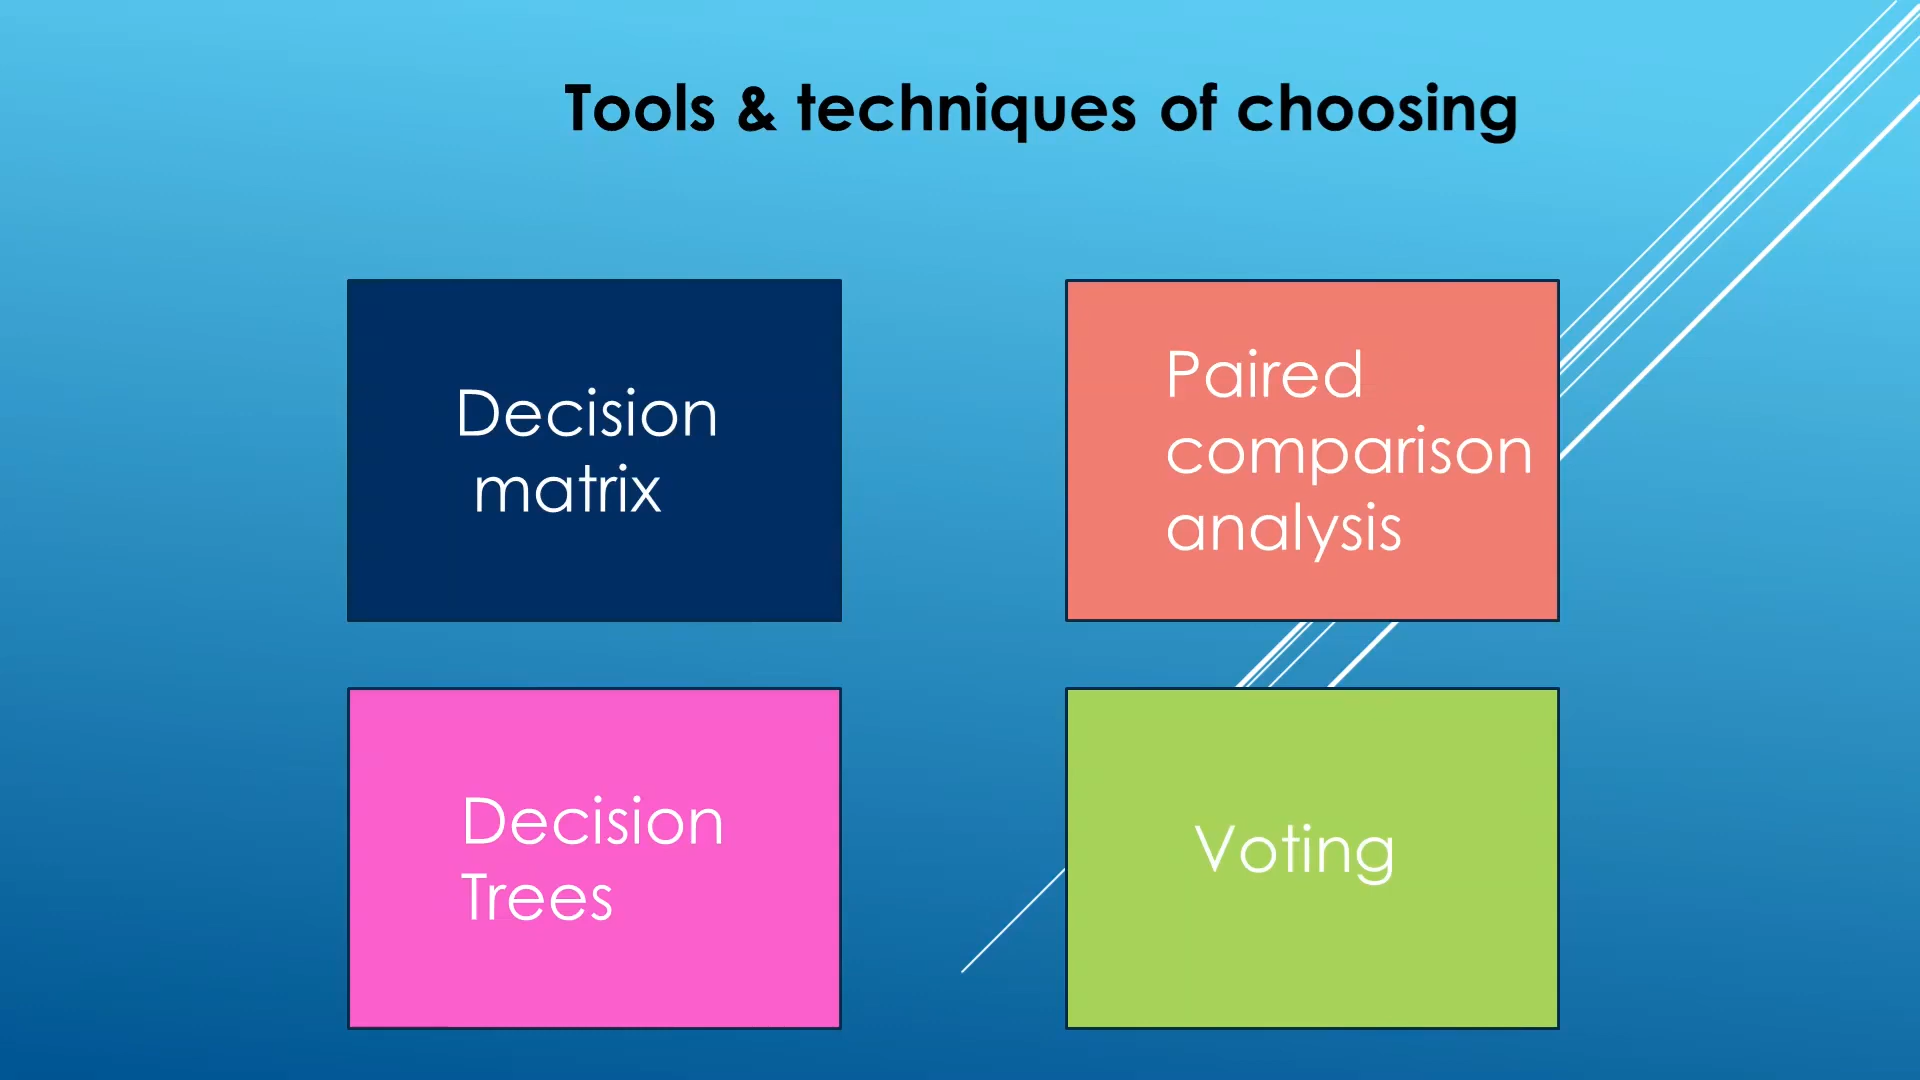 Tools & techniques of choosing
Decision
matrix
Paired
comparison
analysis
Decision
Trees
Voting